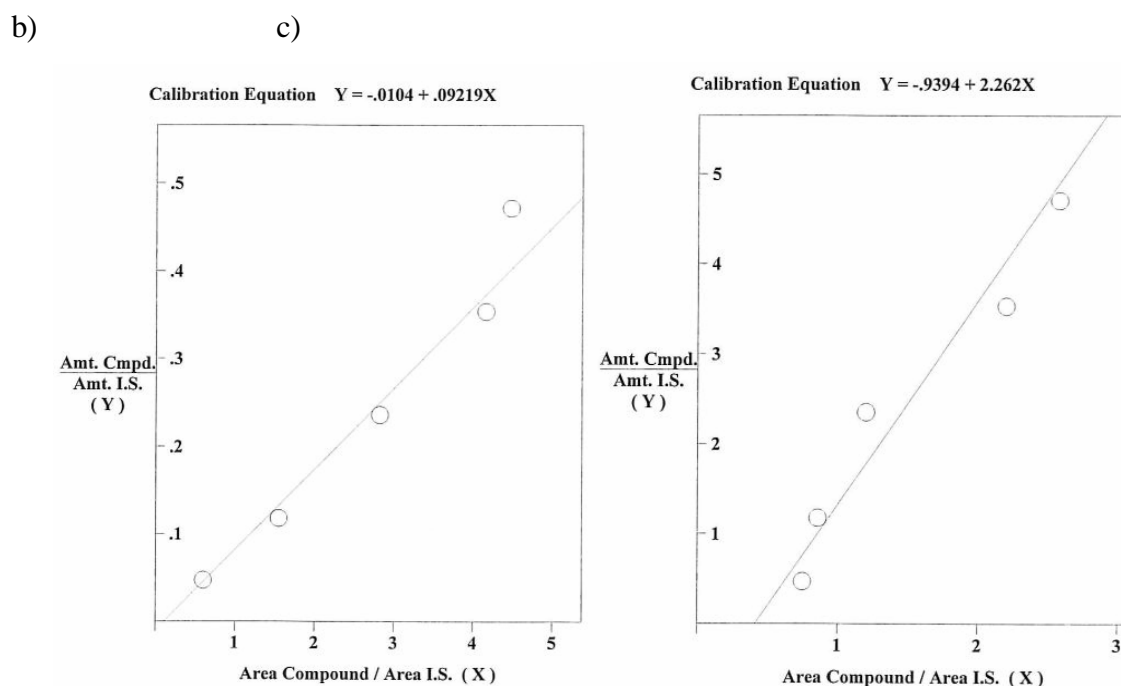 b) c)
Calibration Equation Y = -.0104 + .09219X
.5
.4
.3
Amt. Cmpd.
Amt. I.S.
( Y )
.2
.1
1 2 3 4 5
Area Compound / Area I.S. ( X )
Calibration Equation Y = -.9394 + 2.262X
5
4
3
Amt. Cmpd.
Amt. I.S.
( Y )
2
1
1 2 3
Area Compound / Area I.S. ( X )